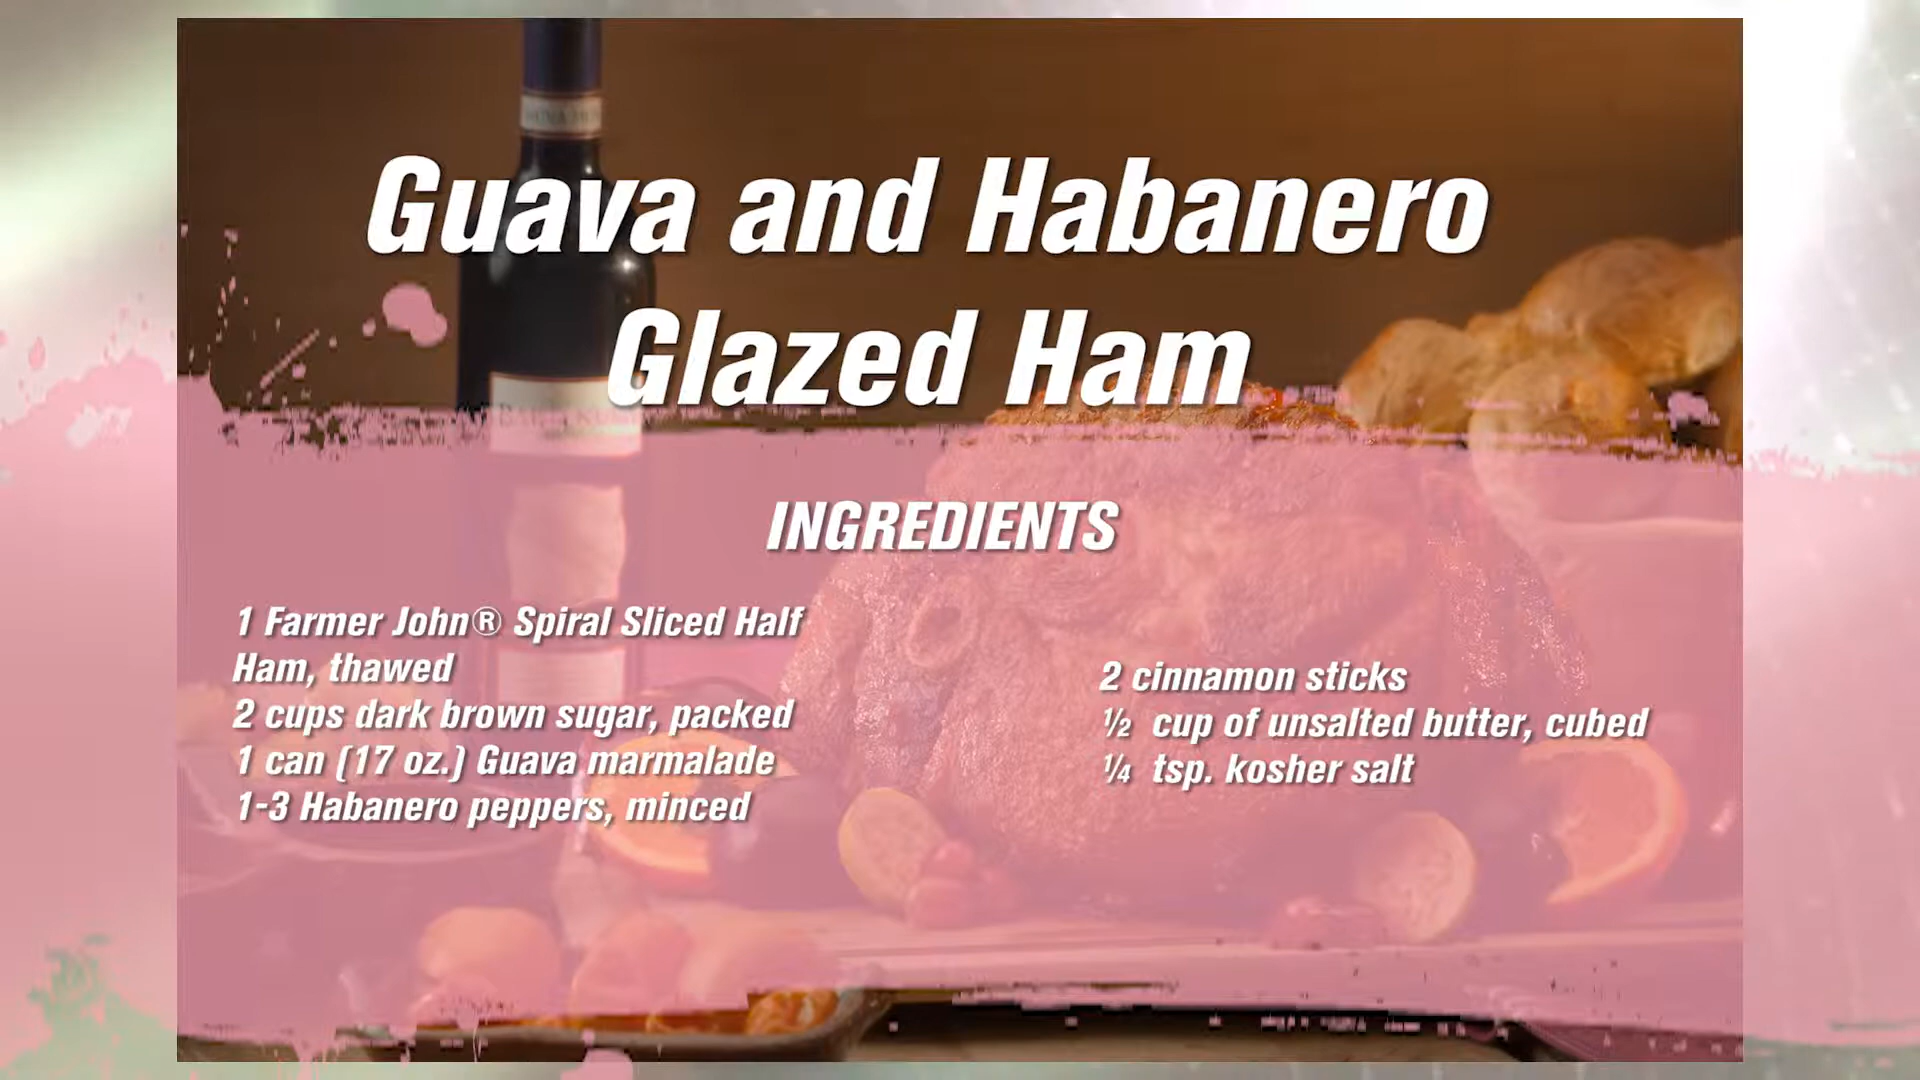 Guava and Habanero
Glazed Ham
INGREDIENTS
1 Farmer John® Spiral Sliced Half
Ham, thawed
2 cups dark brown sugar, packed
1 can (17 oz.) Guava marmalade
1-3 Habanero peppers, minced
2 cinnamon sticks
½ cup of unsalted butter, cubed
¼ tsp. kosher salt